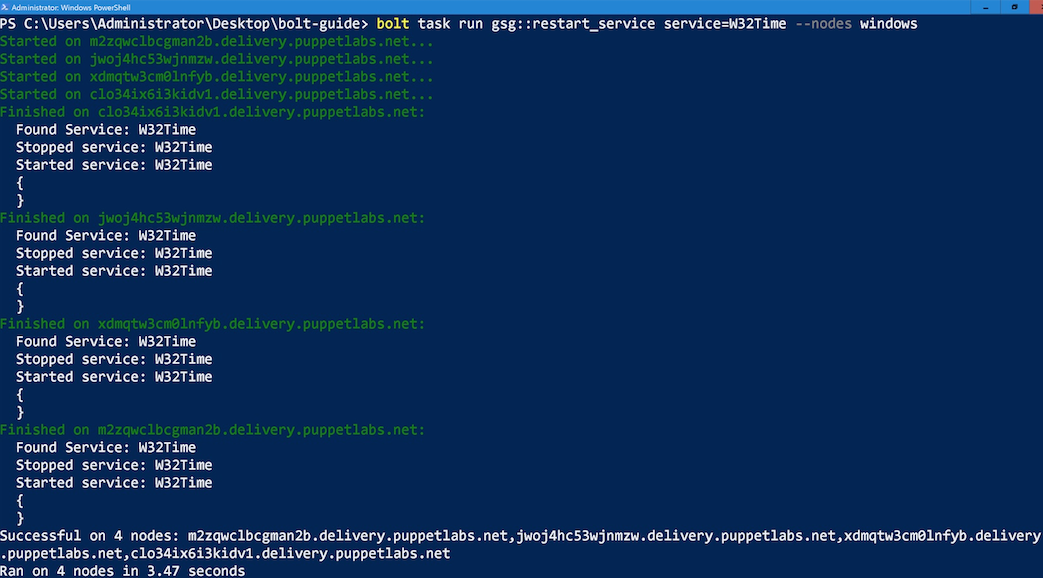 Administrator: Windows PowerShell
PS C:\Users\Administrator\Desktop\bolt-guide> bolt task run gsg::restart_service service=W32Time --nodes windows
Started on m2zqwclbcgman2b.delivery.puppetlabs.net...
Started on jwoj4hc53wjnmzw.delivery.puppetlabs.net...
Started on xdmqtw3cm0lnfyb.delivery.puppetlabs.net...
Started on clo34ix6i3kidv1.delivery.puppetlabs.net...
Finished on clo34ix6i3kidv1.delivery.puppetlabs.net:
  Found Service: W32Time
  Stopped service: W32Time
  Started service: W32Time
  {
  }
Finished on jwoj4hc53wjnmzw.delivery.puppetlabs.net:
  Found Service: W32Time
  Stopped service: W32Time
  Started service: W32Time
  {
  }
Finished on xdmqtw3cm0lnfyb.delivery.puppetlabs.net:
  Found Service: W32Time
  Stopped service: W32Time
  Started service: W32Time
  {
  }
Finished on m2zqwclbcgman2b.delivery.puppetlabs.net:
  Found Service: W32Time
  Stopped service: W32Time
  Started service: W32Time
  {
  }
Successful on 4 nodes: m2zqwclbcgman2b.delivery.puppetlabs.net,jwoj4hc53wjnmzw.delivery.puppetlabs.net,xdmqtw3cm0lnfyb.delivery
.puppetlabs.net,clo34ix6i3kidv1.delivery.puppetlabs.net
Ran on 4 nodes in 3.47 seconds